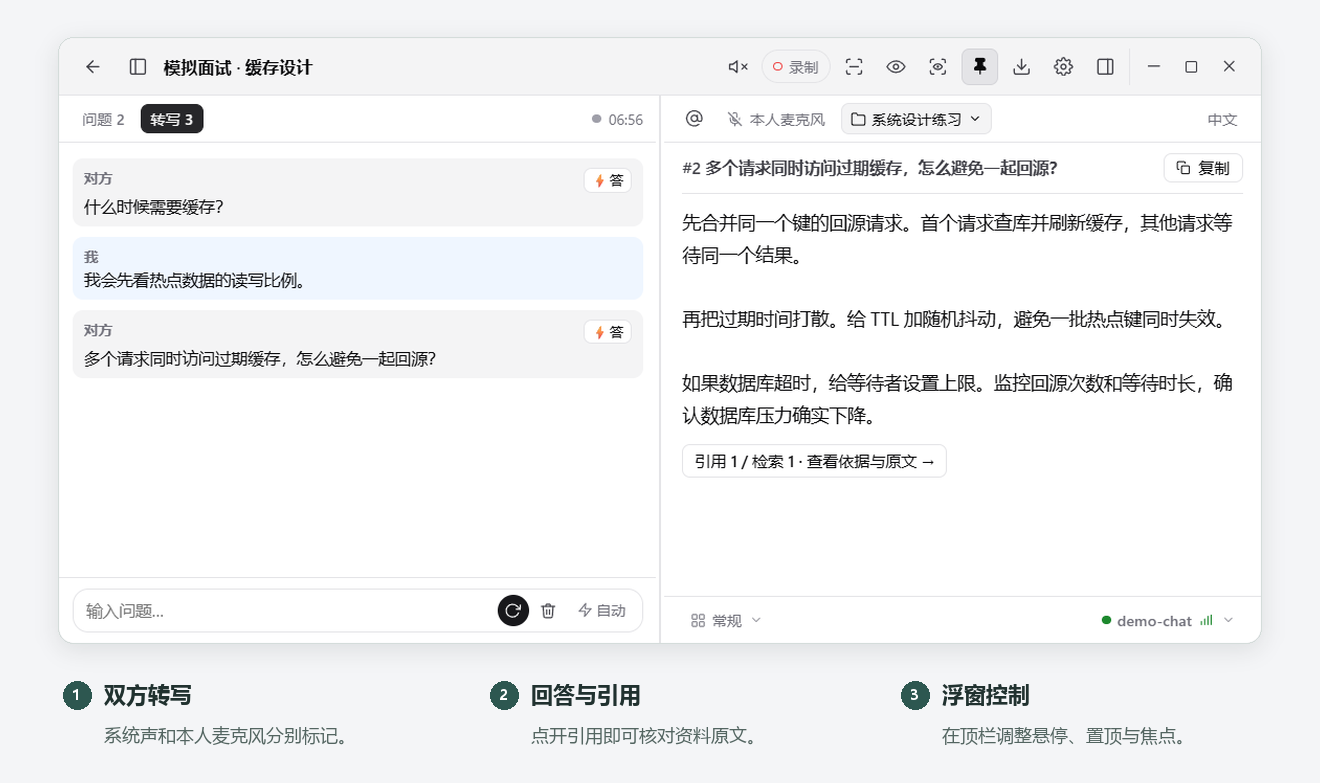 模拟面试 · 缓存设计
录制
问题 2
转写 3
06:56
对方
答
什么时候需要缓存?
我
我会先看热点数据的读写比例。
对方
答
多个请求同时访问过期缓存，怎么避免一起回源?
输入问题...
自动
@ 本人麦克风
系统设计练习
中文
#2 多个请求同时访问过期缓存，怎么避免一起回源?
复制
先合并同一个键的回源请求。首个请求查库并刷新缓存，其他请求等
待同一个结果。
再把过期时间打散。给 TTL 加随机抖动，避免一批热点键同时失效。
如果数据库超时，给等待者设置上限。监控回源次数和等待时长，确
认数据库压力确实下降。
引用 1 / 检索 1 · 查看依据与原文 →
常规
demo-chat
1 双方转写
系统声和本人麦克风分别标记。
2 回答与引用
点开引用即可核对资料原文。
3 浮窗控制
在顶栏调整悬停、置顶与焦点。